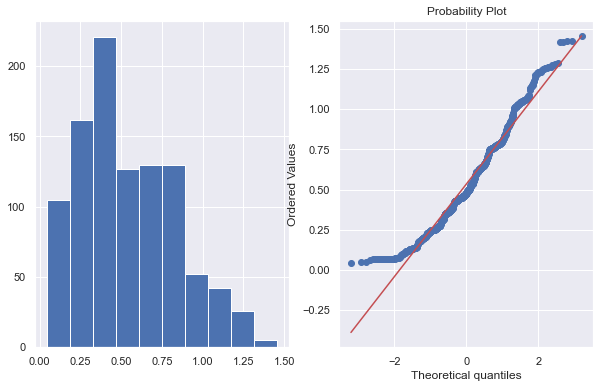 Probability Plot
200
150
100
50
0
0.00 0.25 0.50 0.75 1.00 1.25 1.50
Ordered Values
1.50
1.25
1.00
0.75
0.50
0.25
0.00
−0.25
−2 0 2
Theoretical quantiles